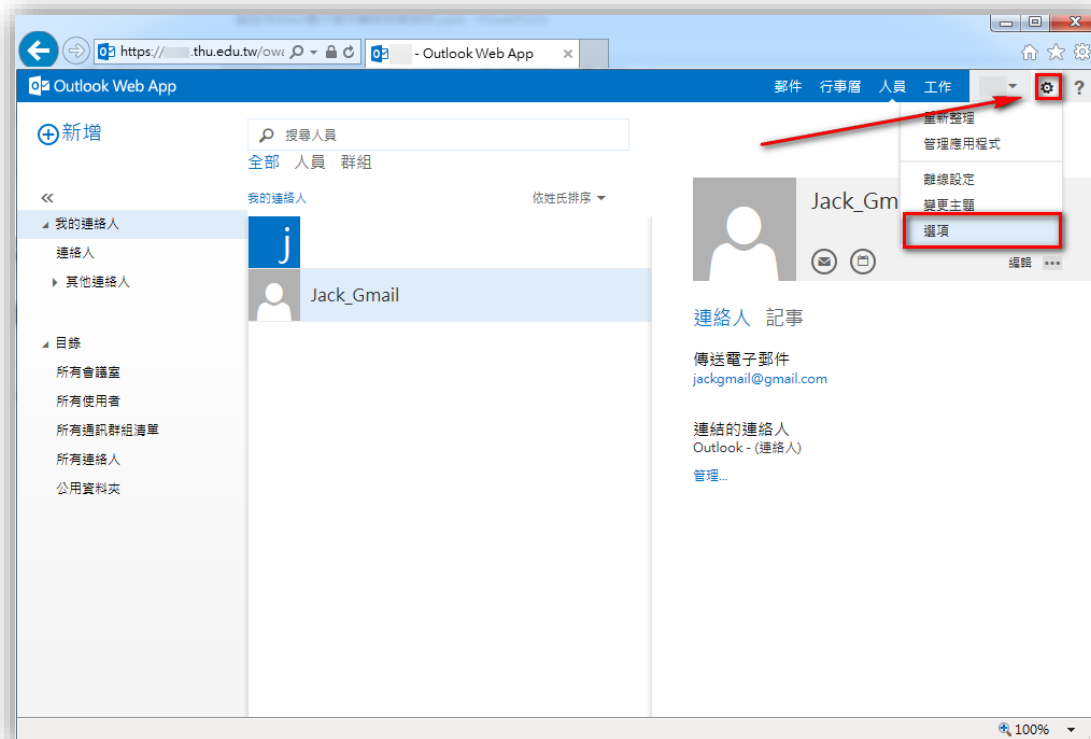 https:// .thu.edu.tw/owa
- Outlook Web App
Outlook Web App
郵件 行事曆 人員 工作
?
新增
搜尋人員
全部 人員 群組
重新整理
管理應用程式
離線設定
變更主題
選項
«
我的連絡人
連絡人
其他連絡人
目錄
所有會議室
所有使用者
所有通訊群組清單
所有連絡人
公用資料夾
我的連絡人 依姓氏排序
j
Jack_Gmail
Jack_Gm
編輯 •••
連絡人 記事
傳送電子郵件
jackgmail@gmail.com
連結的連絡人
Outlook - (連絡人)
管理...
100%